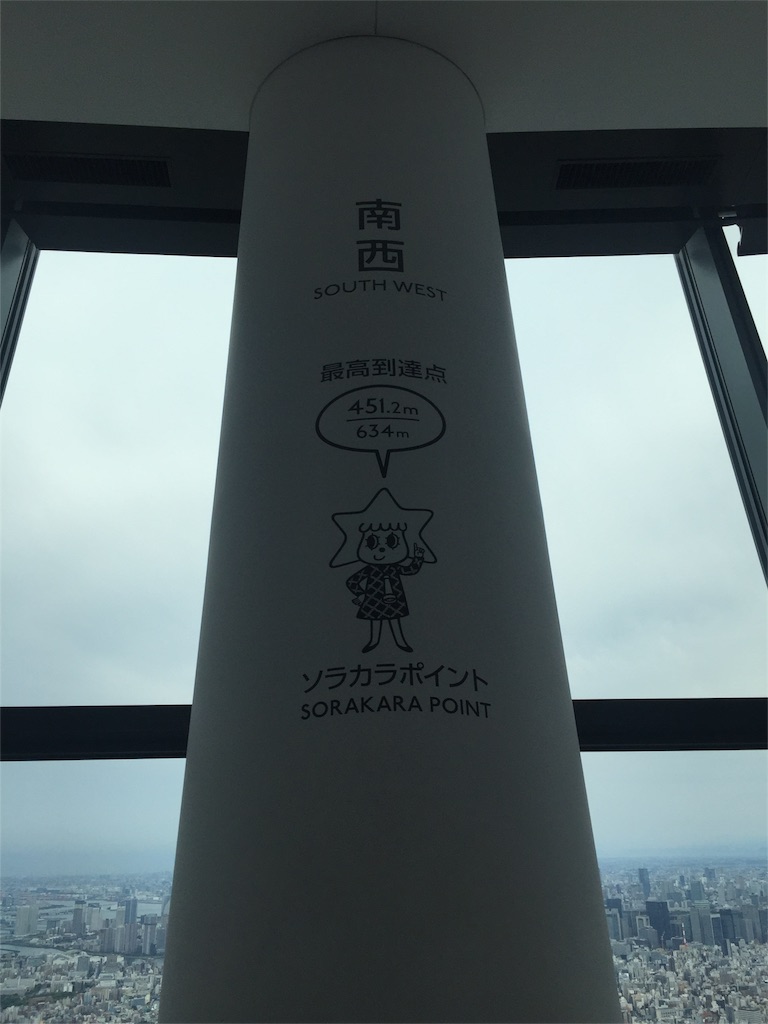 南
西
SOUTH WEST
最高到達点
451.2m
634m
ソラカラポイント
SORAKARA POINT